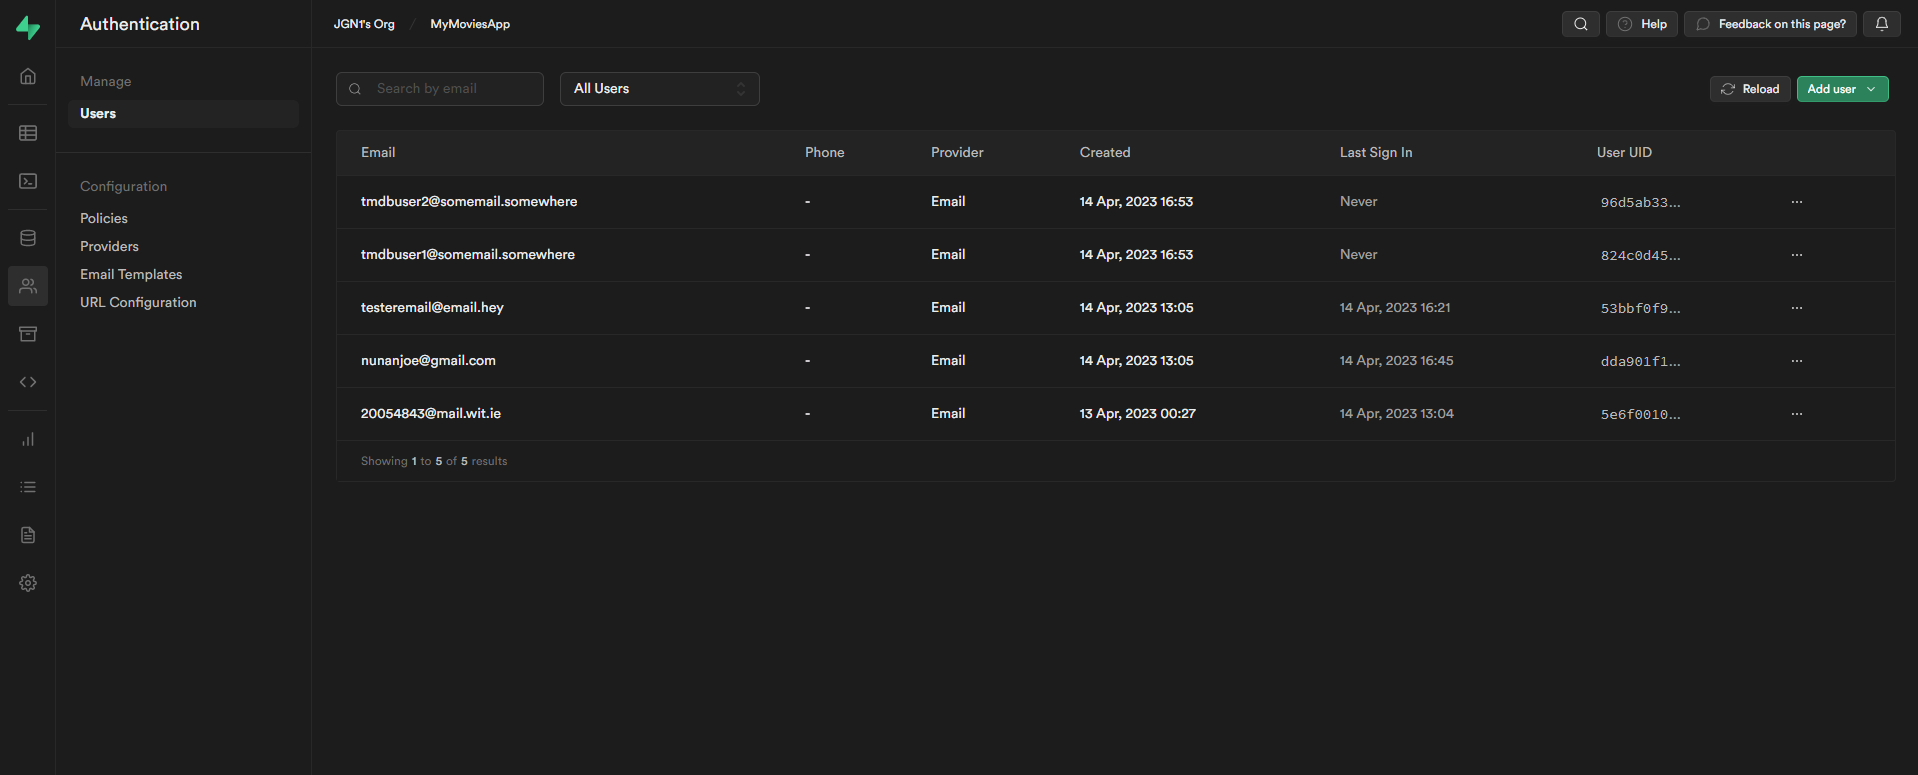 Authentication
JGN1's Org / MyMoviesApp
Help
Feedback on this page?
Manage
Users
Configuration
Policies
Providers
Email Templates
URL Configuration
Search by email
All Users
Reload
Add user
Email Phone Provider Created Last Sign In User UID
tmdbuser2@somemail.somewhere - Email 14 Apr, 2023 16:53 Never 96d5ab33...
tmdbuser1@somemail.somewhere - Email 14 Apr, 2023 16:53 Never 824c0d45...
testeremail@email.hey - Email 14 Apr, 2023 13:05 14 Apr, 2023 16:21 53bbf0f9...
nunanjoe@gmail.com - Email 14 Apr, 2023 13:05 14 Apr, 2023 16:45 dda901f1...
20054843@mail.wit.ie - Email 13 Apr, 2023 00:27 14 Apr, 2023 13:04 5e6f0010...
Showing 1 to 5 of 5 results